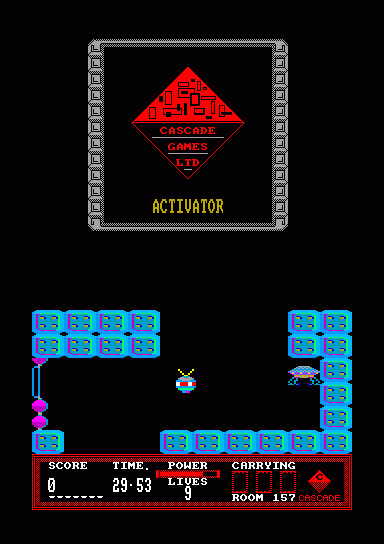 CASCADE
GAMES
LTD
ACTIVATOR
SCORE TIME. POWER CARRYING
0 29·53 LIVES
9 ROOM 157 CASCADE